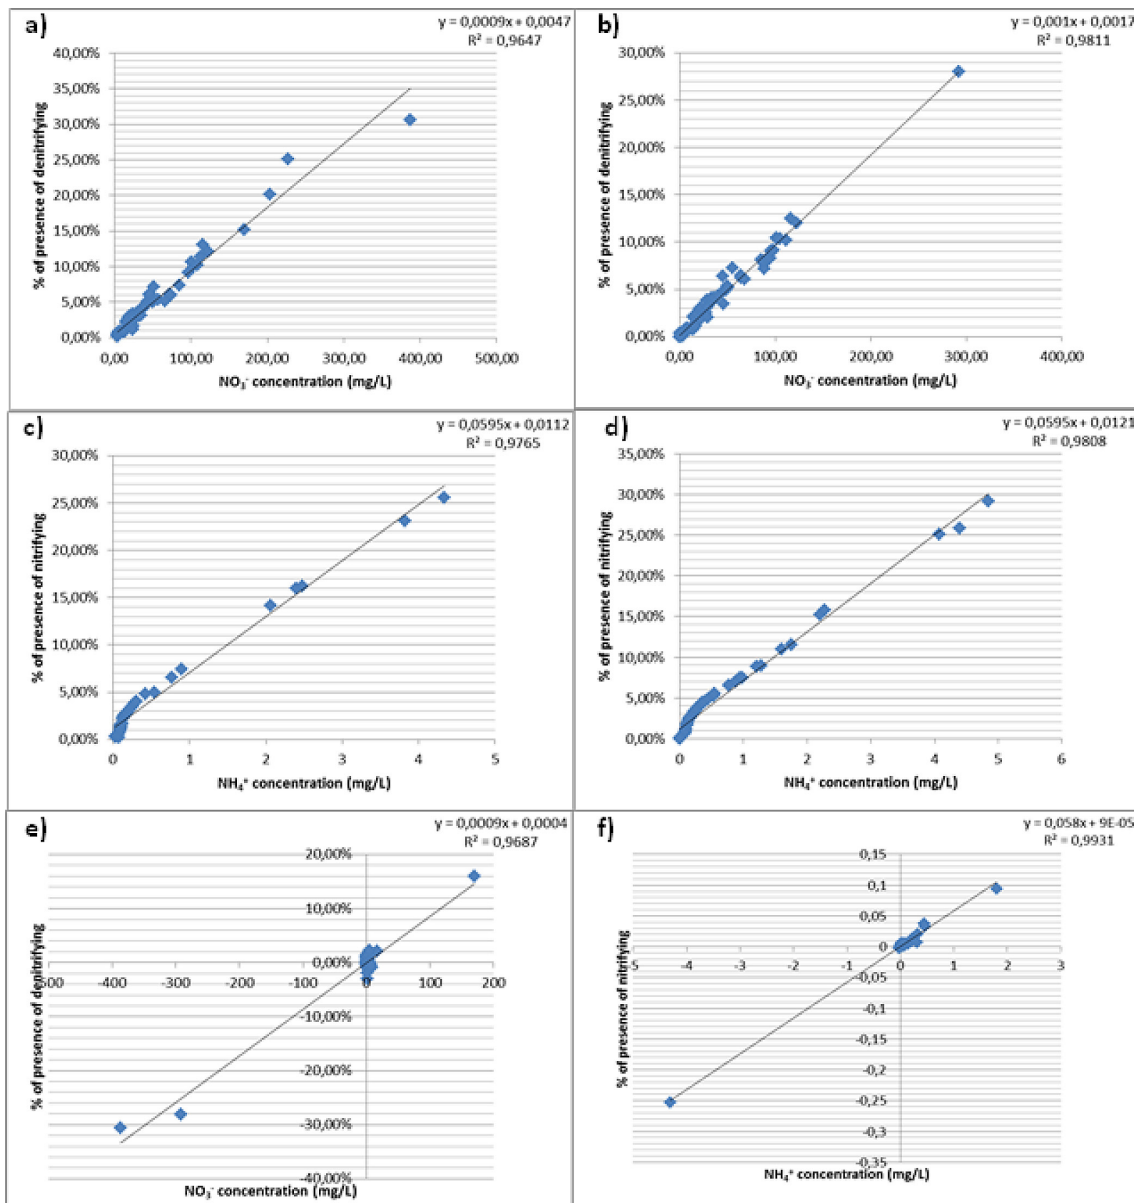 a)
y = 0,0009x + 0,0047
R² = 0,9647
40,00%
35,00%
30,00%
25,00%
20,00%
15,00%
10,00%
5,00%
0,00%
% of presence of denitrifying
0,00 100,00 200,00 300,00 400,00 500,00
NO₃⁻ concentration (mg/L)
b)
y = 0,001x + 0,0017
R² = 0,9811
30,00%
25,00%
20,00%
15,00%
10,00%
5,00%
0,00%
% of presence of denitrifying
0,00 100,00 200,00 300,00 400,00
NO₃⁻ concentration (mg/L)
c)
y = 0,0595x + 0,0112
R² = 0,9765
30,00%
25,00%
20,00%
15,00%
10,00%
5,00%
0,00%
% of presence of nitrifying
0 1 2 3 4 5
NH₄⁺ concentration (mg/L)
d)
y = 0,0595x + 0,0121
R² = 0,9808
35,00%
30,00%
25,00%
20,00%
15,00%
10,00%
5,00%
0,00%
% of presence of nitrifying
0 1 2 3 4 5 6
NH₄⁺ concentration (mg/L)
e)
y = 0,0009x + 0,0004
R² = 0,9687
20,00%
10,00%
0,00%
-10,00%
-20,00%
-30,00%
-40,00%
% of presence of denitrifying
-400 -300 -200 -100 0 100 200
NO₃⁻ concentration (mg/L)
f)
y = 0,058x + 9E-05
R² = 0,9931
0,15
0,1
0,05
0
-0,05
-0,1
-0,15
-0,2
-0,25
-0,3
-0,35
% of presence of nitrifying
-5 -4 -3 -2 -1 0 1 2 3
NH₄⁺ concentration (mg/L)